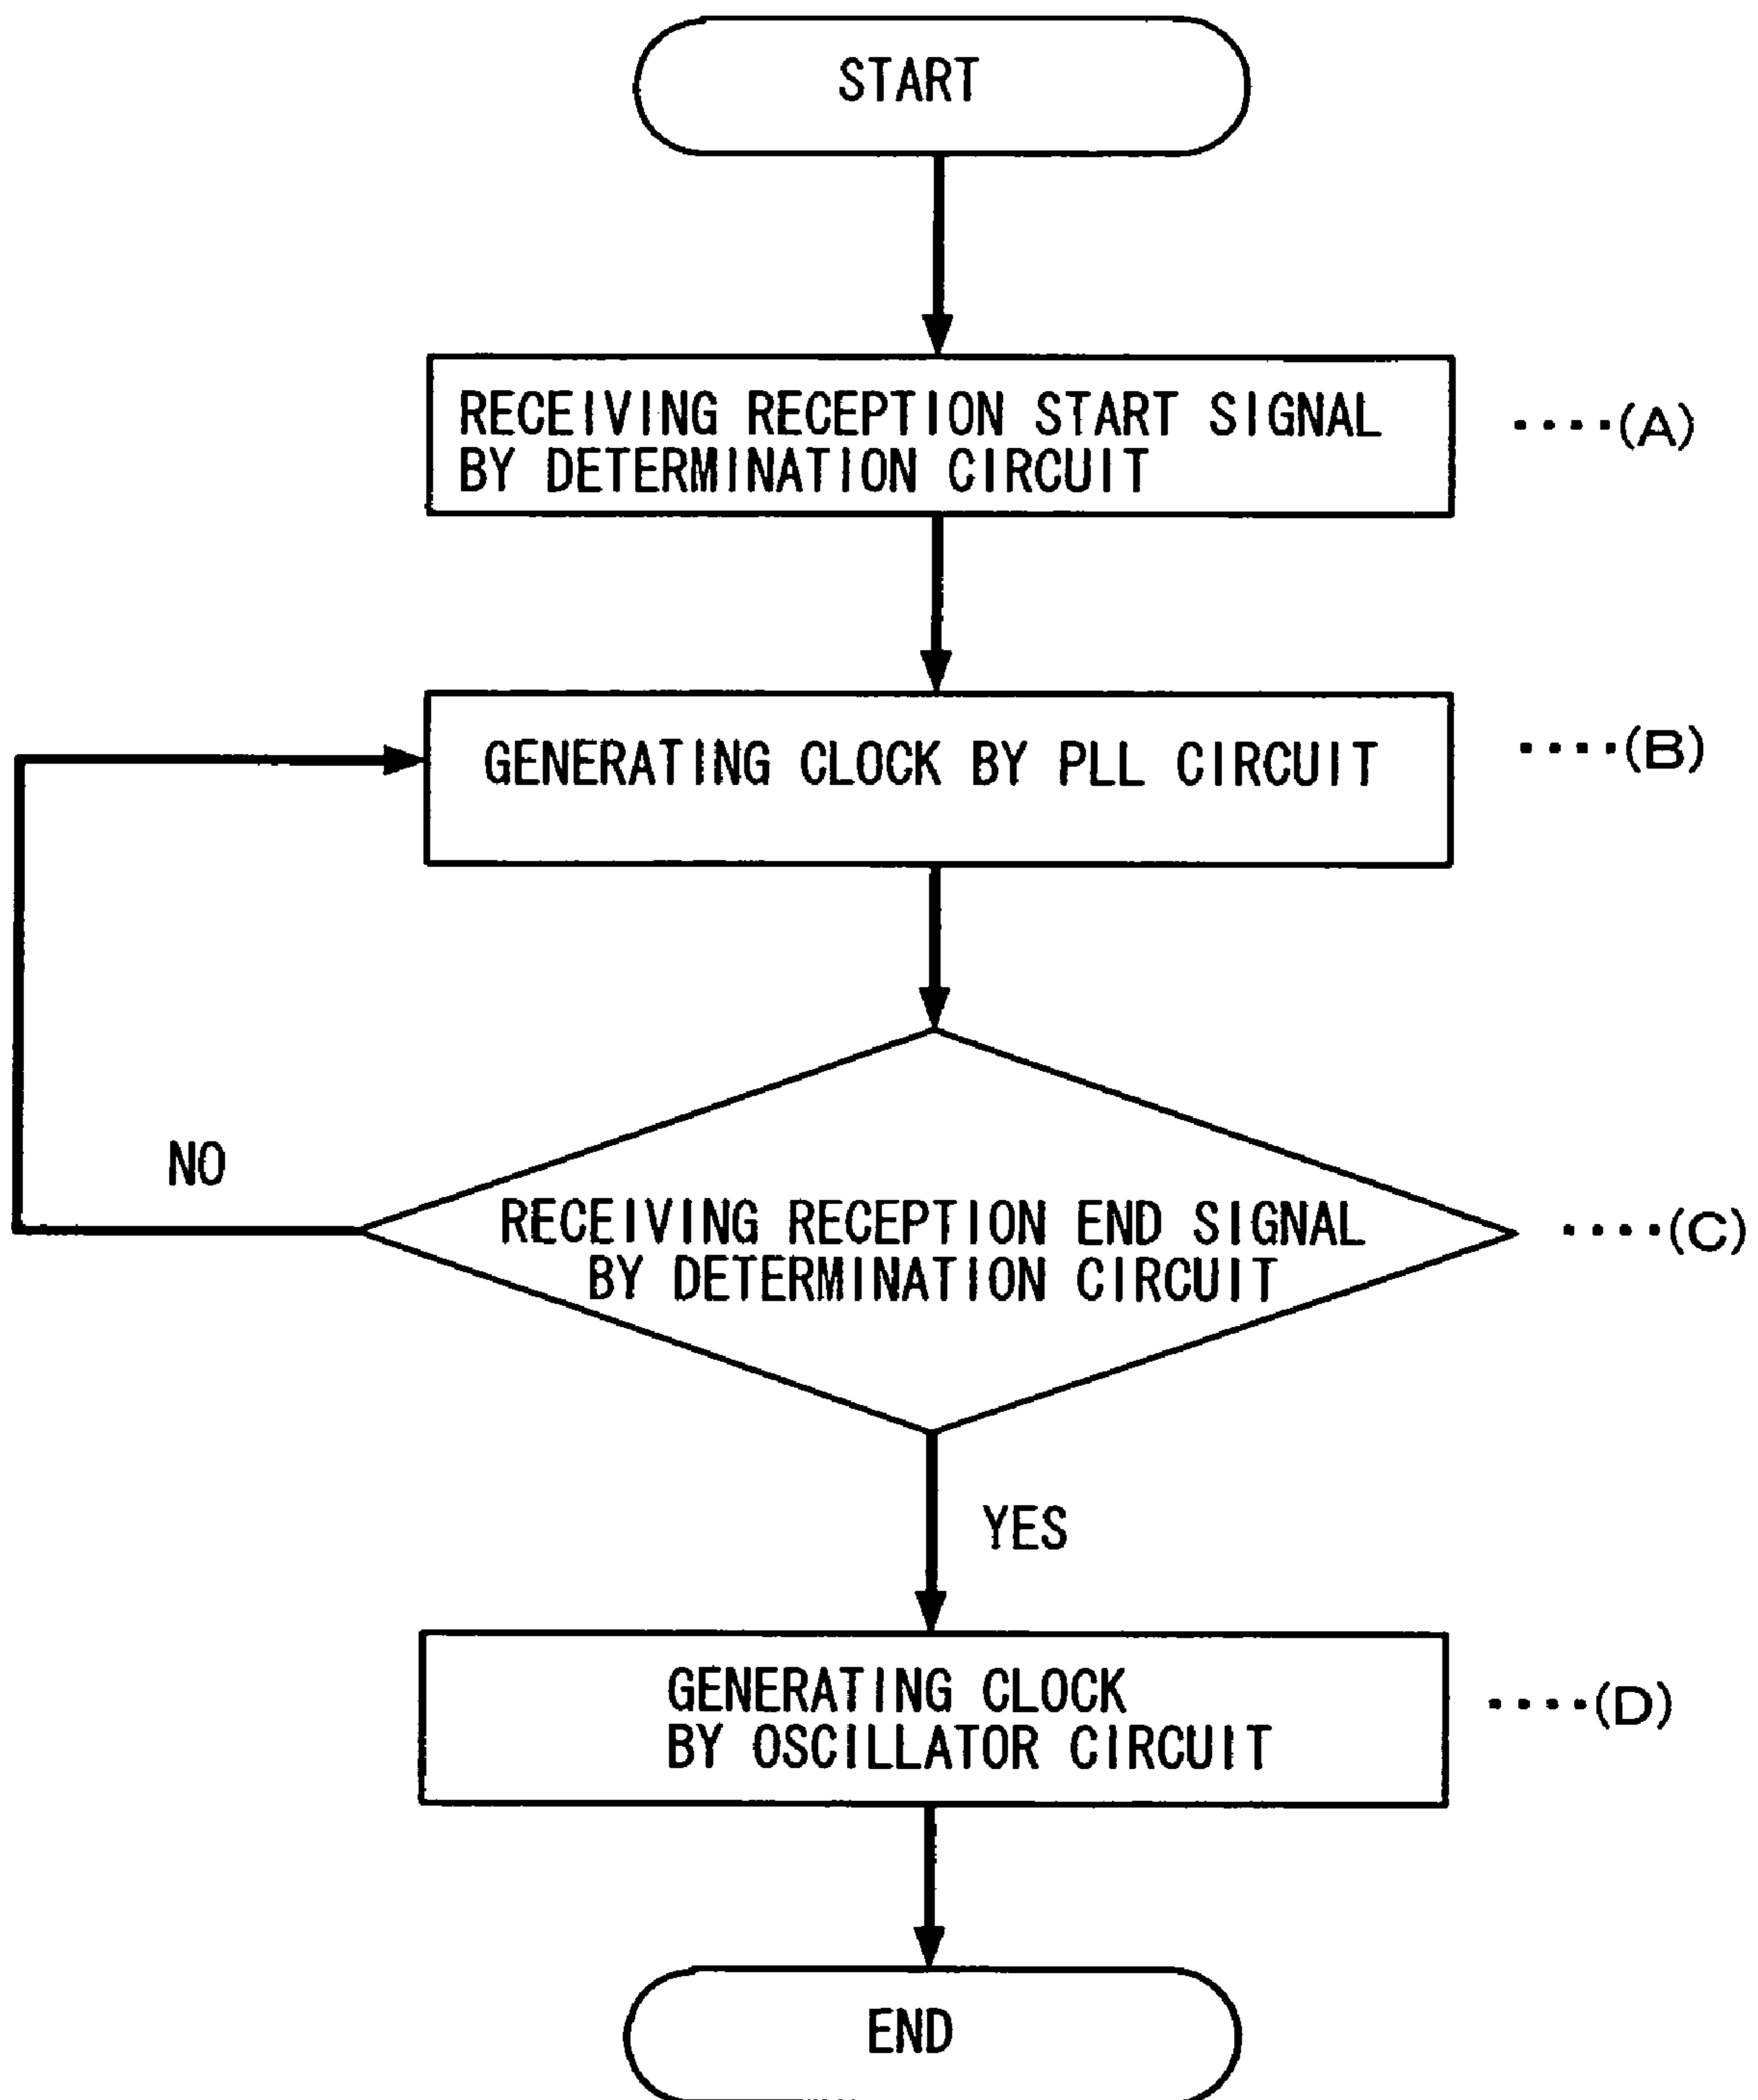 START
RECEIVING RECEPTION START SIGNAL
BY DETERMINATION CIRCUIT
····(A)
GENERATING CLOCK BY PLL CIRCUIT
····(B)
NO
RECEIVING RECEPTION END SIGNAL
BY DETERMINATION CIRCUIT
····(C)
YES
GENERATING CLOCK
BY OSCILLATOR CIRCUIT
····(D)
END